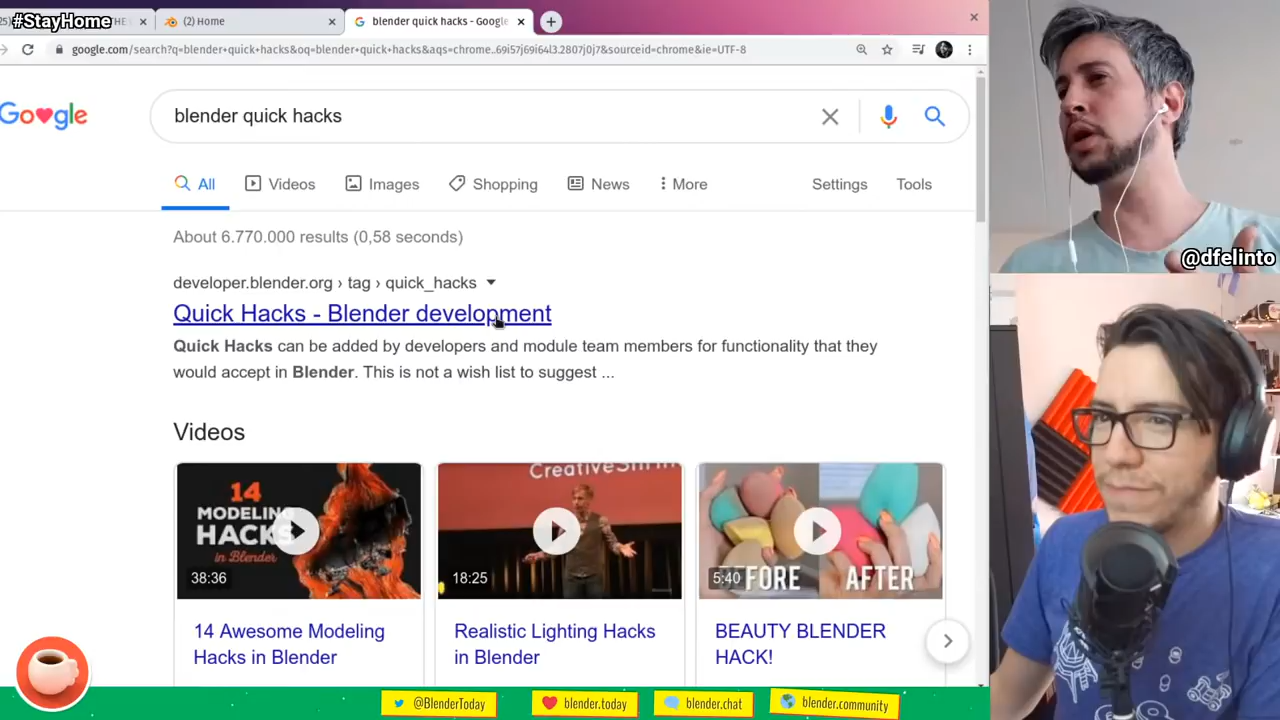 #StayHome
(2) Home
blender quick hacks - Google
google.com/search?q=blender+quick+hacks&oq=blender+quick+hacks&aqs=chrome..69i57j69i64l3.2807j0j7&sourceid=chrome&ie=UTF-8
blender quick hacks
All
Videos
Images
Shopping
News
More
Settings
Tools
About 6.770.000 results (0,58 seconds)
developer.blender.org › tag › quick_hacks
Quick Hacks - Blender development
Quick Hacks can be added by developers and module team members for functionality that they
would accept in Blender. This is not a wish list to suggest ...
Videos
14
MODELING
HACKS
in Blender
38:36
18:25
5:40
AFTER
14 Awesome Modeling
Hacks in Blender
Realistic Lighting Hacks
in Blender
BEAUTY BLENDER
HACK!
@dfelinto
@BlenderToday
blender.today
blender.chat
blender.community